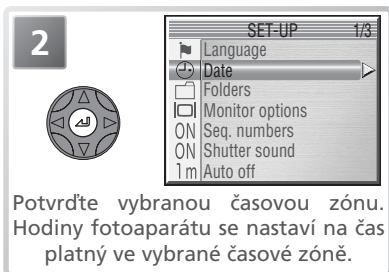 2
SET-UP 1/3
Language
Date
Folders
Monitor options
ON Seq. numbers
ON Shutter sound
1m Auto off
Potvrďte vybranou časovou zónu.
Hodiny fotoaparátu se nastaví na čas
platný ve vybrané časové zóně.